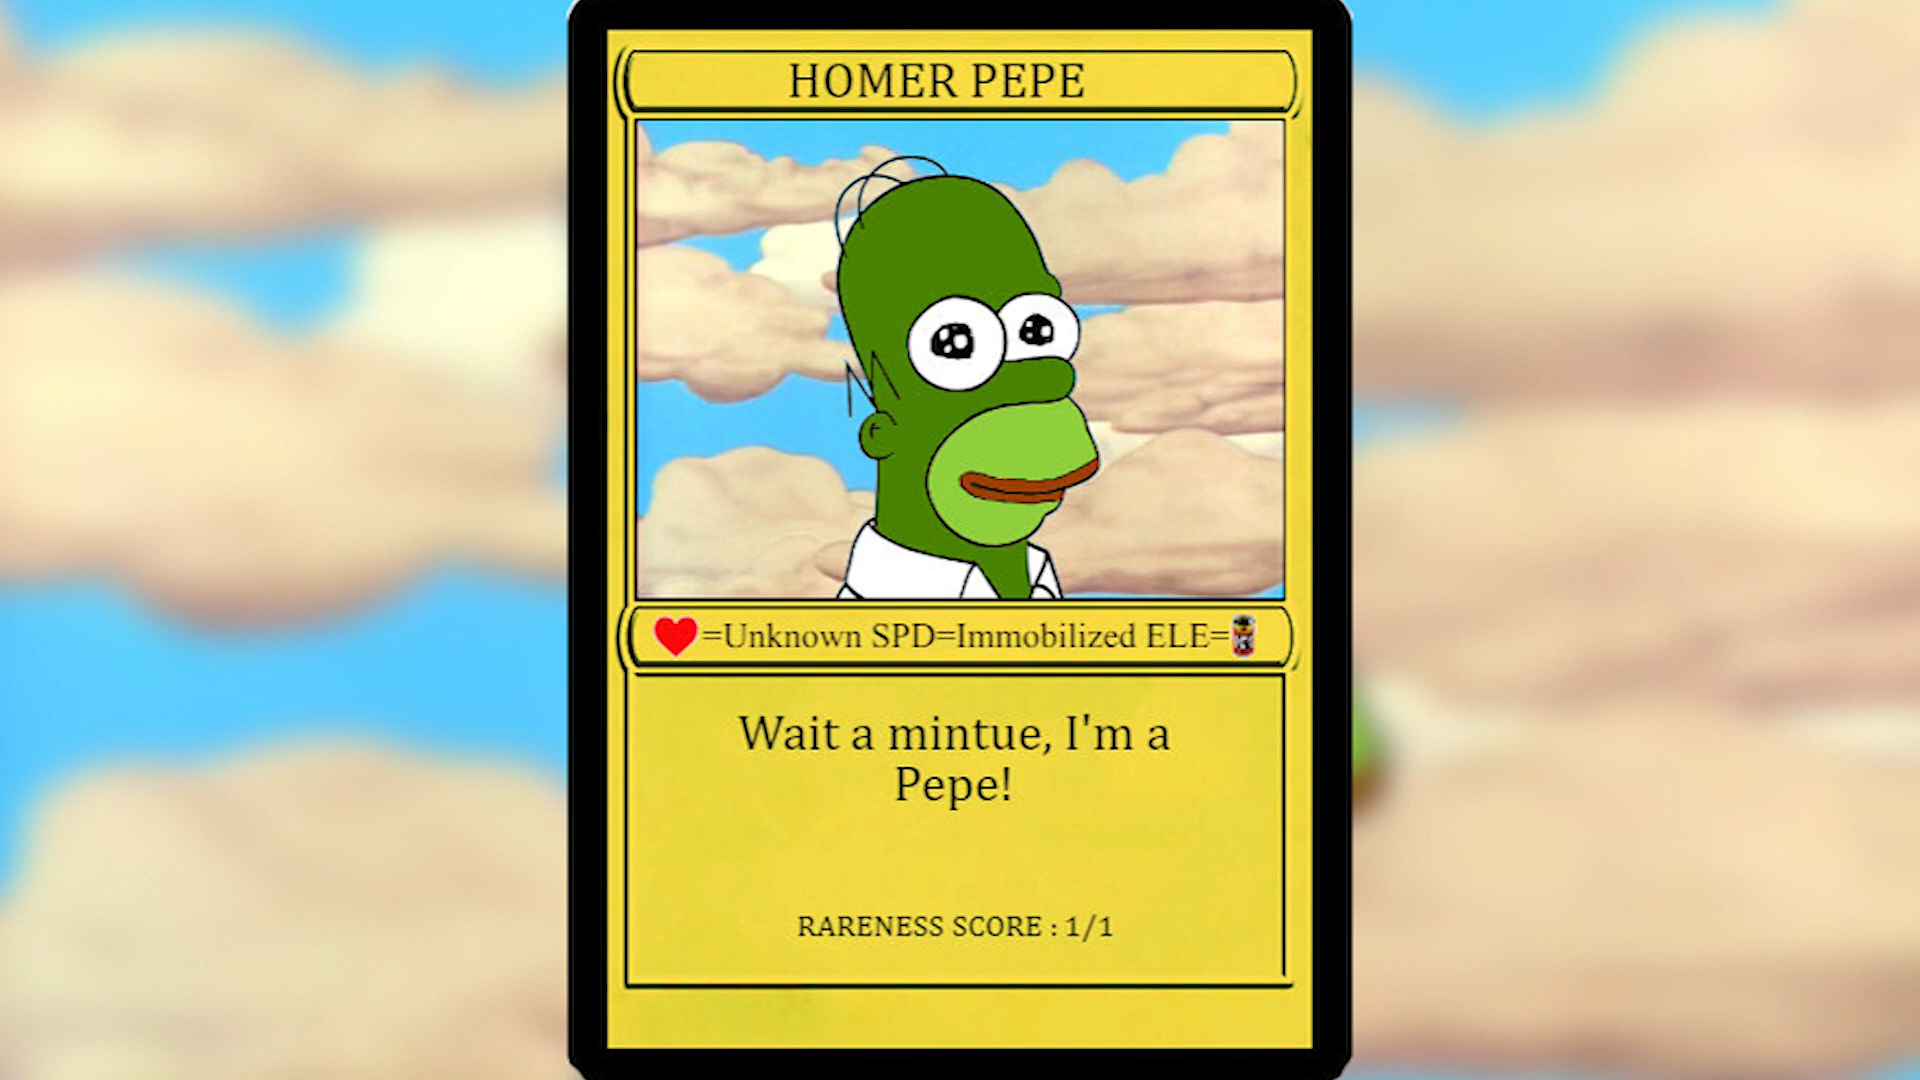 HOMER PEPE
=Unknown SPD=Immobilized ELE=
Wait a mintue, I'm a
Pepe!
RARENESS SCORE : 1/1